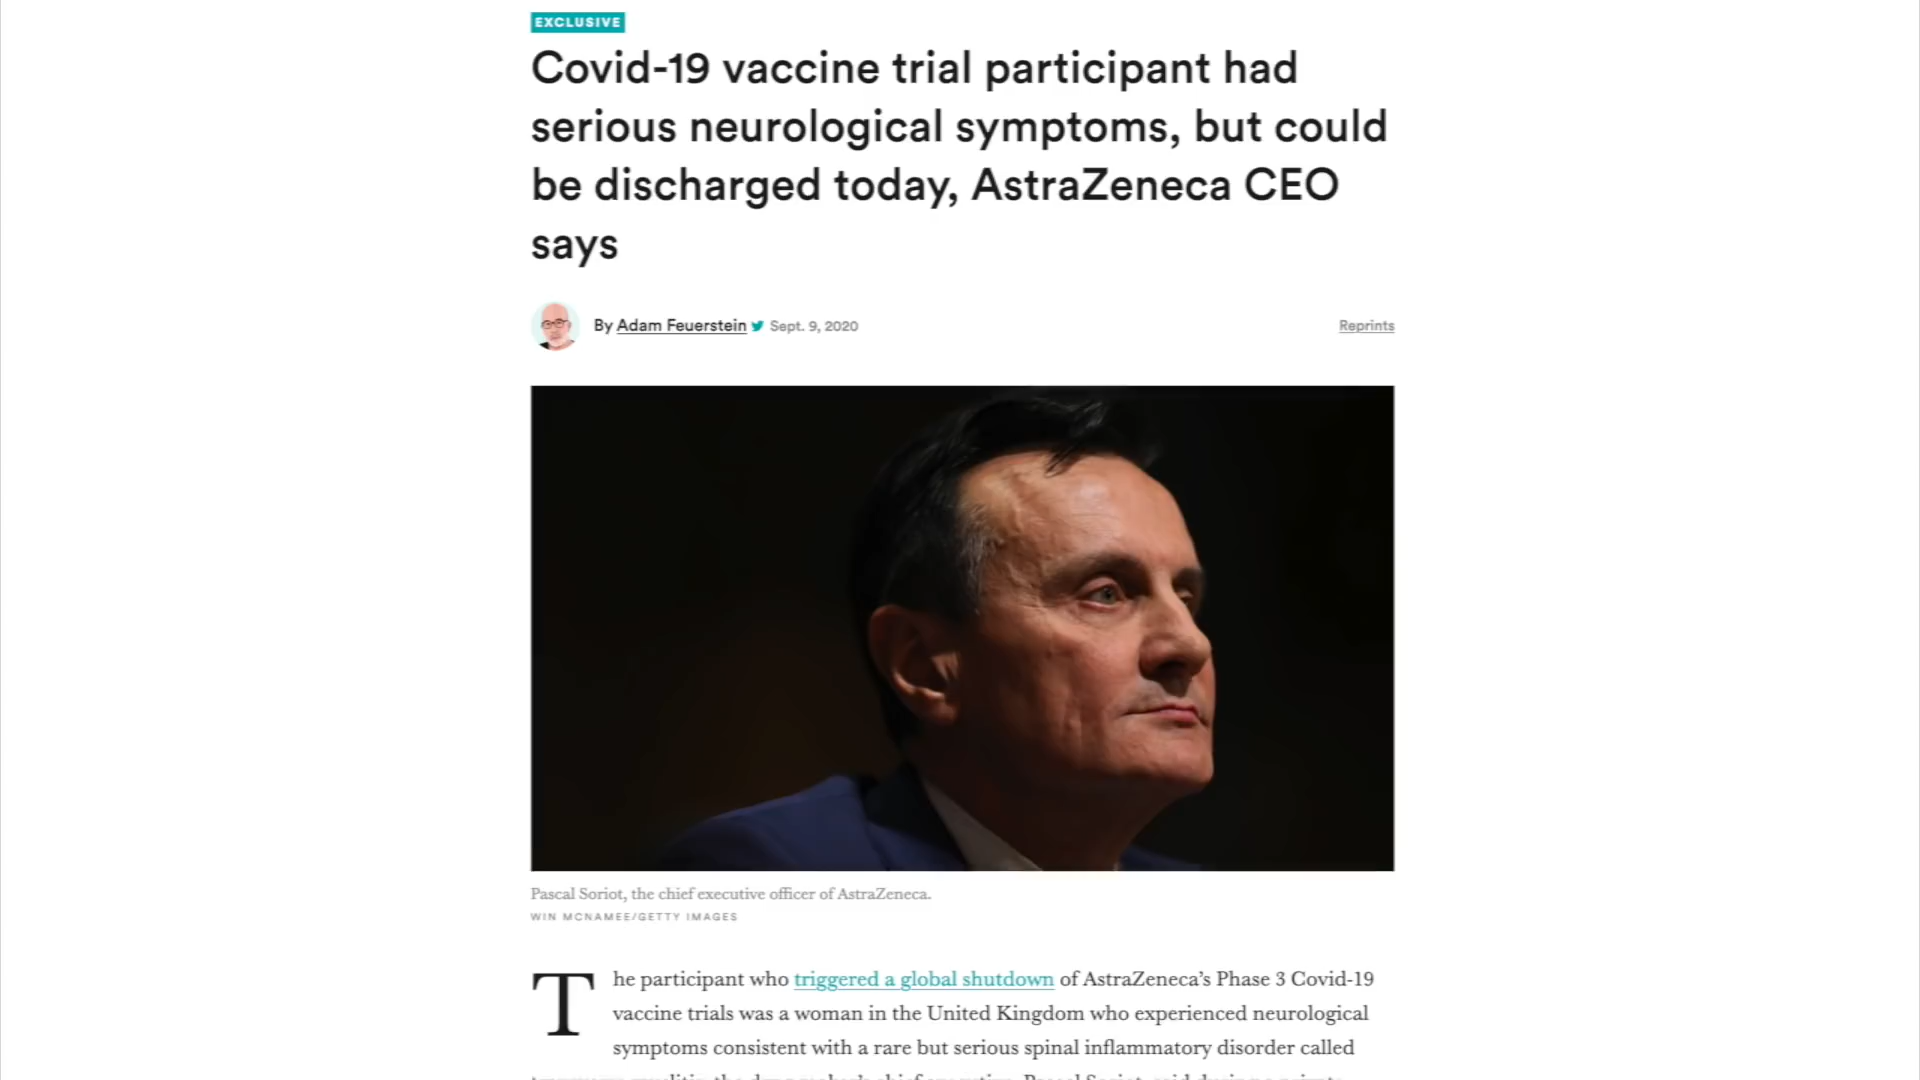 EXCLUSIVE
Covid-19 vaccine trial participant had
serious neurological symptoms, but could
be discharged today, AstraZeneca CEO
says
By Adam Feuerstein Sept. 9, 2020
Reprints
Pascal Soriot, the chief executive officer of AstraZeneca.
WIN MCNAMEE/GETTY IMAGES
The participant who triggered a global shutdown of AstraZeneca’s Phase 3 Covid-19
vaccine trials was a woman in the United Kingdom who experienced neurological
symptoms consistent with a rare but serious spinal inflammatory disorder called